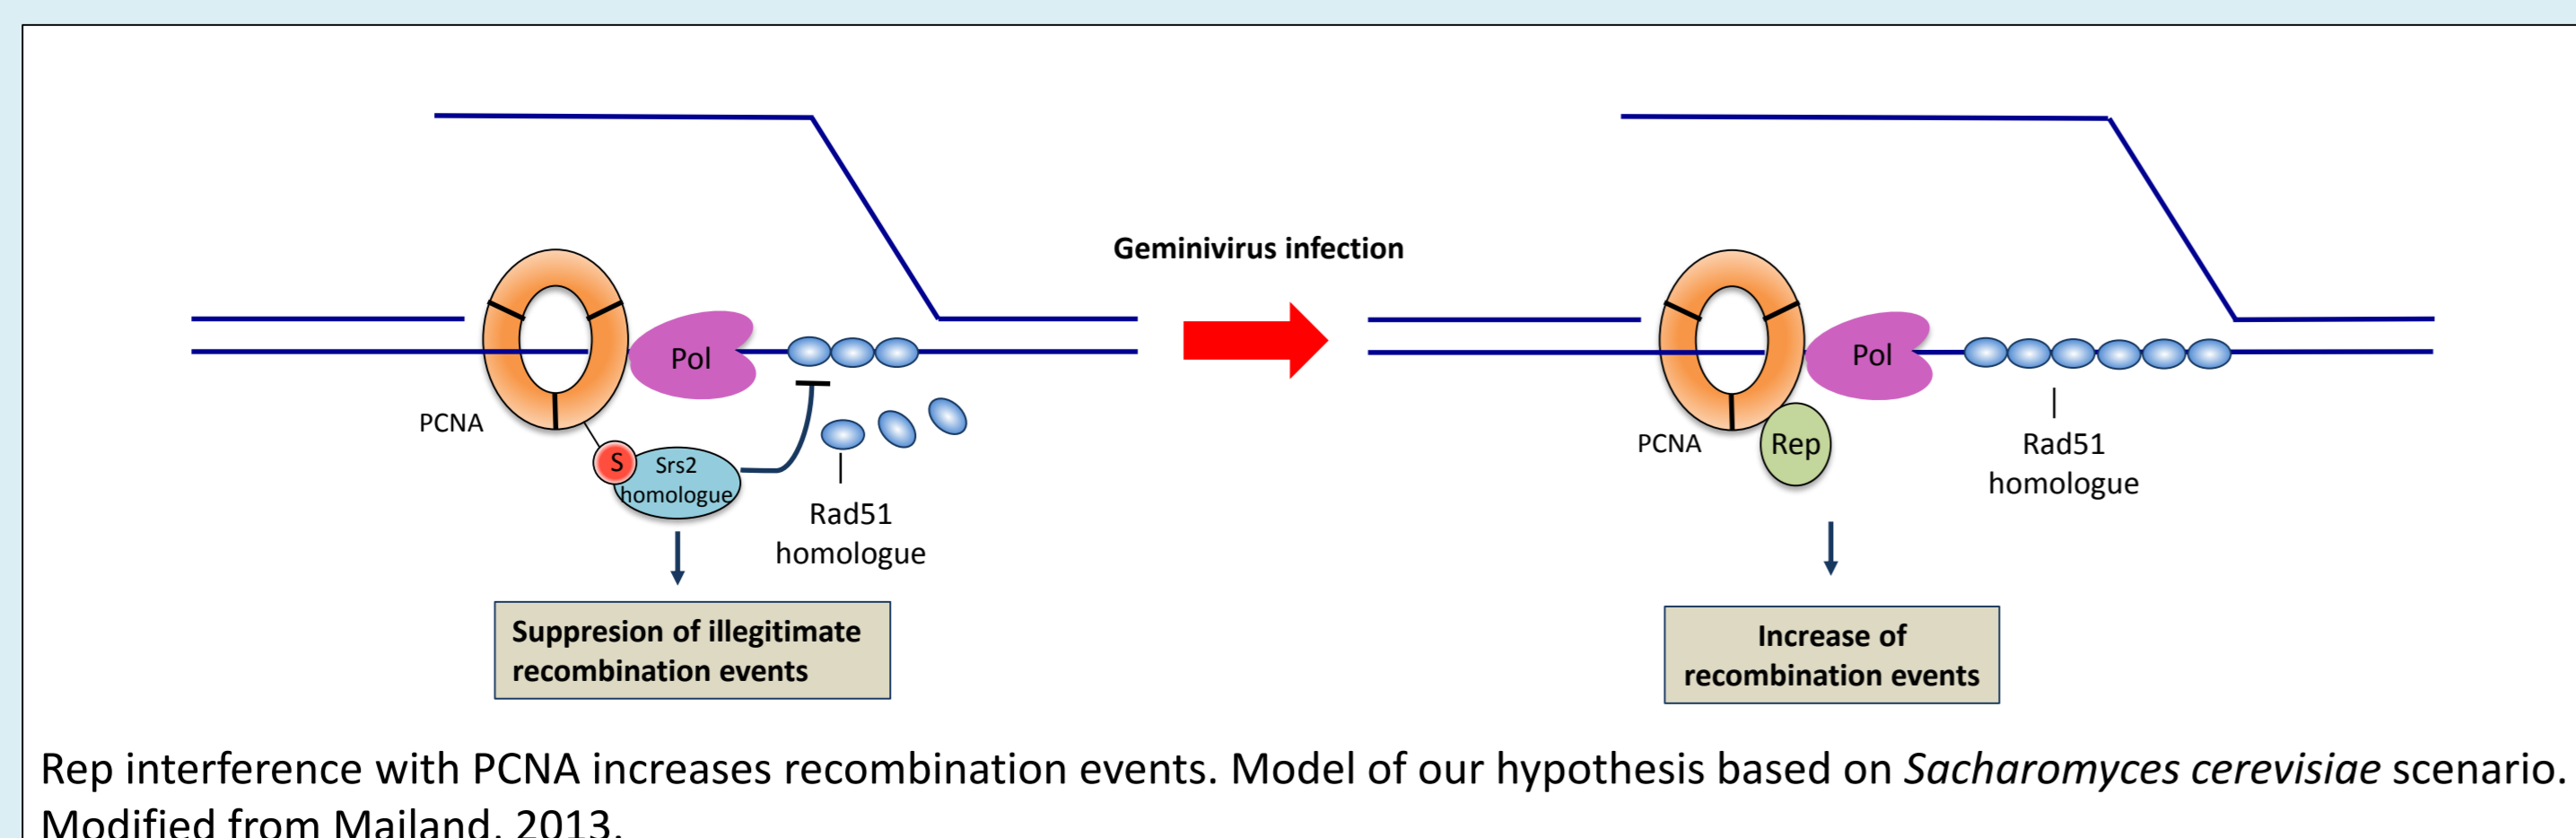 Geminivirus infection
Pol
PCNA
S
Srs2
homologue
Rad51
homologue
Suppresion of illegitimate
recombination events
Pol
PCNA
Rep
Rad51
homologue
Increase of
recombination events
Rep interference with PCNA increases recombination events. Model of our hypothesis based on Sacharomyces cerevisiae scenario.
Modified from Mailand, 2013.